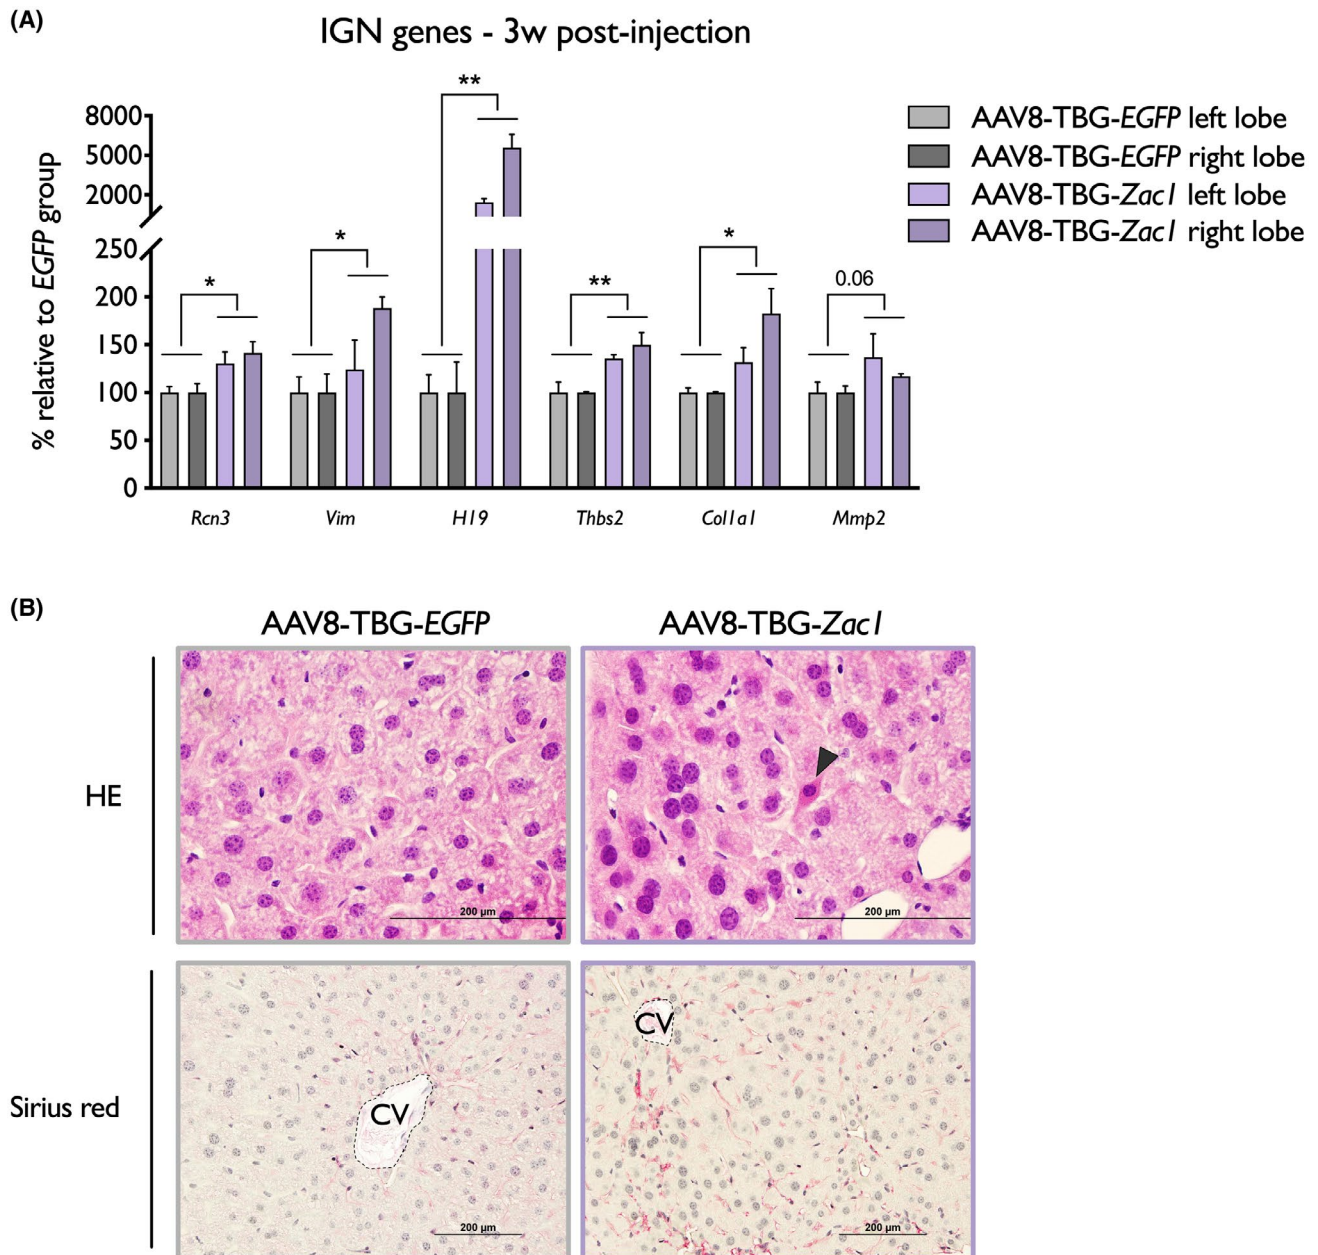 (A)
IGN genes - 3w post-injection
% relative to EGFP group
8000
5000
2000
250
200
150
100
50
0
*
*
**
**
*
0.06
Rcn3 Vim H19 Thbs2 Col1a1 Mmp2
AAV8-TBG-EGFP left lobe
AAV8-TBG-EGFP right lobe
AAV8-TBG-Zac1 left lobe
AAV8-TBG-Zac1 right lobe
(B)
AAV8-TBG-EGFP AAV8-TBG-Zac1
HE
200 µm 200 µm
Sirius red
CV CV
200 µm 200 µm